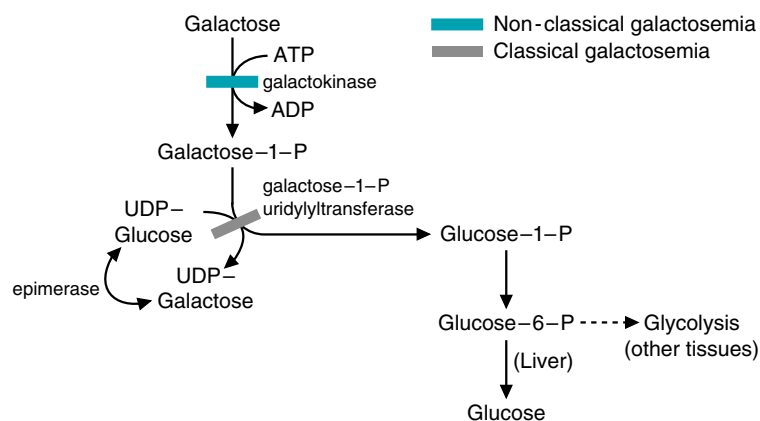 Galactose
Non-classical galactosemia
Classical galactosemia
ATP
galactokinase
ADP
Galactose–1–P
galactose–1–P
uridylyltransferase
UDP–
Glucose
Glucose–1–P
UDP–
Galactose
epimerase
Glucose–6–P
Glycolysis
(other tissues)
(Liver)
Glucose